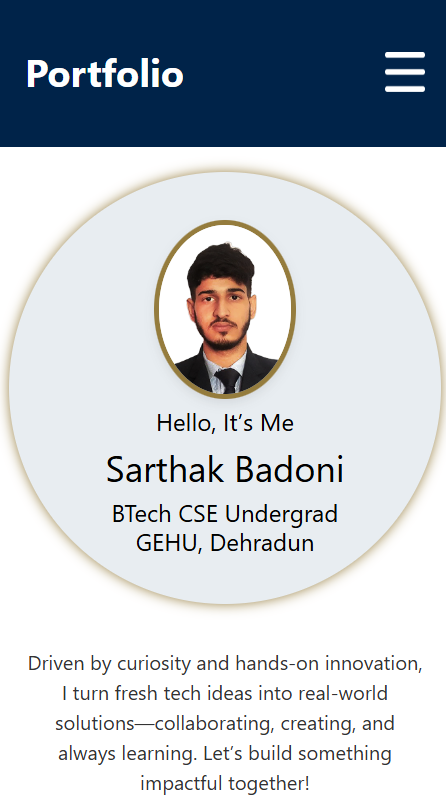 Portfolio
Hello, It’s Me
Sarthak Badoni
BTech CSE Undergrad
GEHU, Dehradun
Driven by curiosity and hands-on innovation,
I turn fresh tech ideas into real-world
solutions—collaborating, creating, and
always learning. Let’s build something
impactful together!